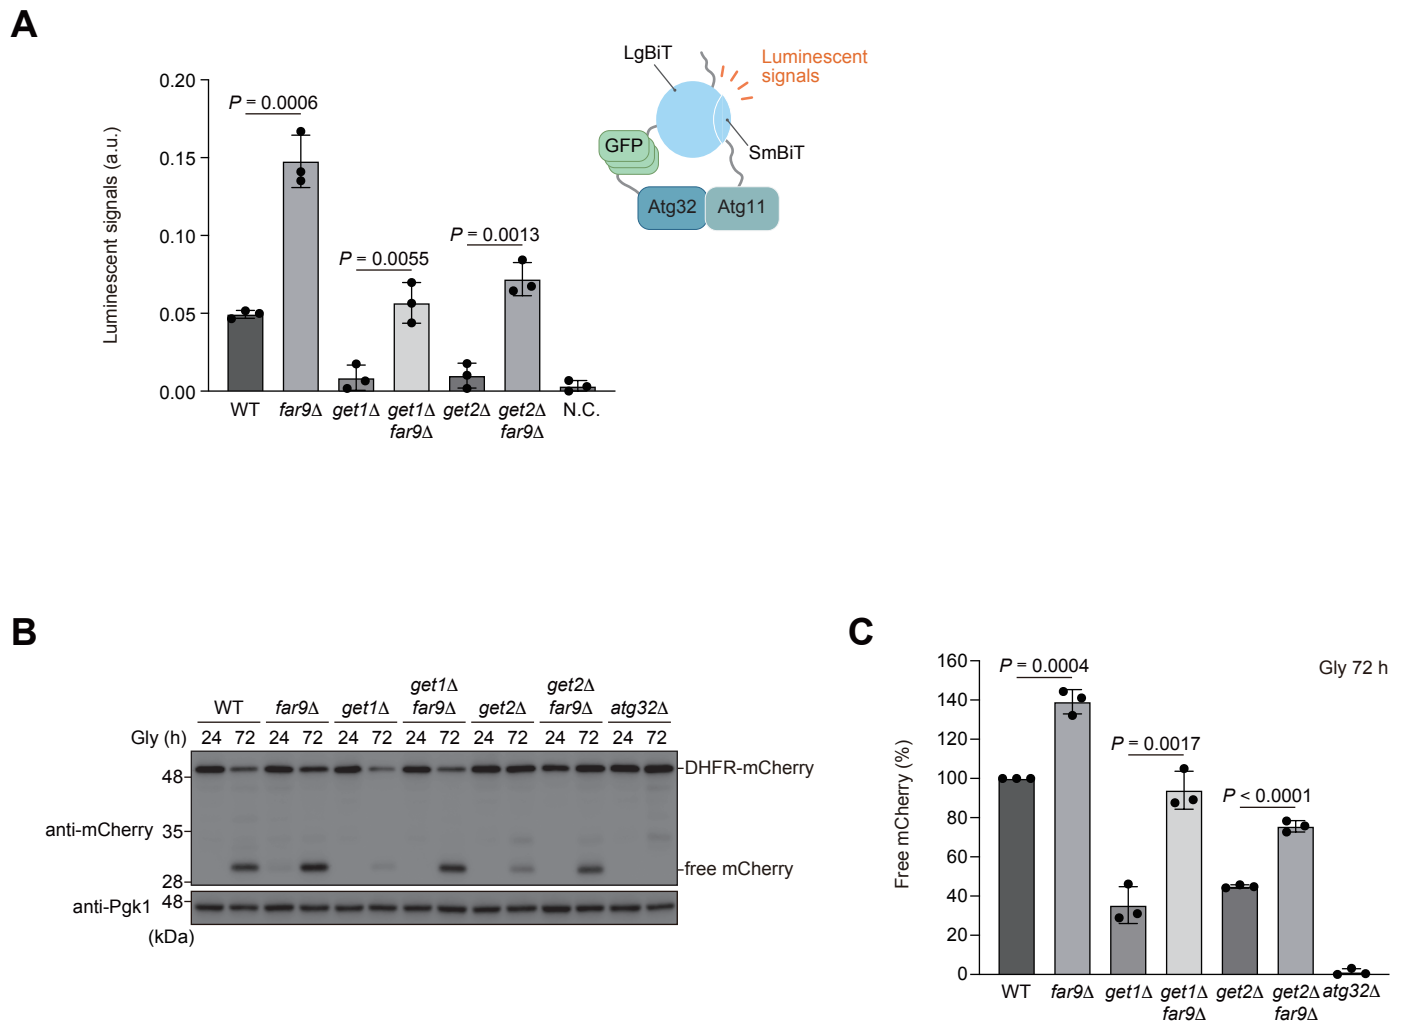 A
LgBiT
Luminescent
signals
GFP
SmBiT
Atg32
Atg11
Luminescent signals (a.u.)
0.20
0.15
0.10
0.05
0.00
P = 0.0006
P = 0.0055
P = 0.0013
WT
far9Δ
get1Δ
get1Δ
far9Δ
get2Δ
get2Δ
far9Δ
N.C.
B
WT
far9Δ
get1Δ
get1Δ
far9Δ
get2Δ
get2Δ
far9Δ
atg32Δ
Gly (h) 24 72 24 72 24 72 24 72 24 72 24 72 24 72
48
DHFR-mCherry
anti-mCherry
35
free mCherry
28
anti-Pgk1
48
(kDa)
C
Gly 72 h
Free mCherry (%)
160
140
120
100
80
60
40
20
0
P = 0.0004
P = 0.0017
P < 0.0001
WT
far9Δ
get1Δ
get1Δ
far9Δ
get2Δ
get2Δ
far9Δ
atg32Δ